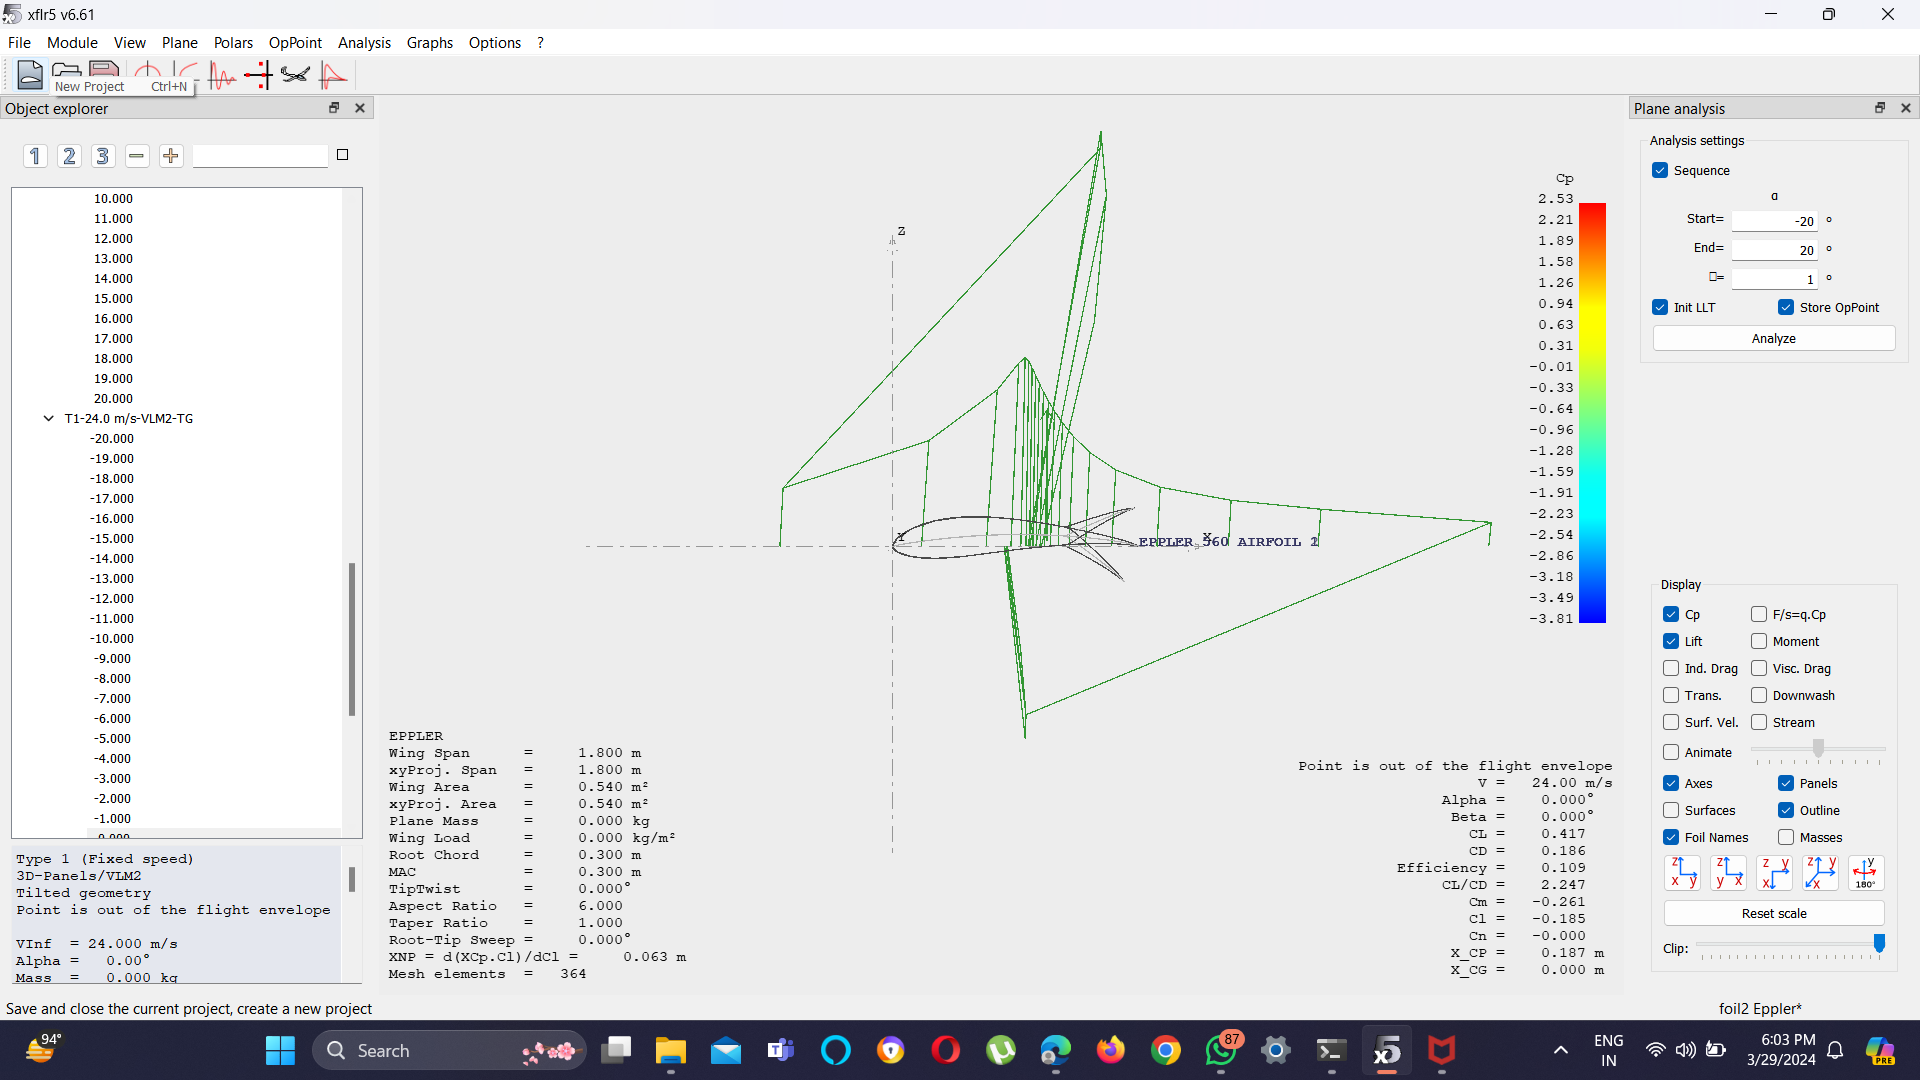 xflr5 v6.61
File Module View Plane Polars OpPoint Analysis Graphs Options ?
New Project Ctrl+N
Object explorer
1 2 3
10.000
11.000
12.000
13.000
14.000
15.000
16.000
17.000
18.000
19.000
20.000
T1-24.0 m/s-VLM2-TG
-20.000
-19.000
-18.000
-17.000
-16.000
-15.000
-14.000
-13.000
-12.000
-11.000
-10.000
-9.000
-8.000
-7.000
-6.000
-5.000
-4.000
-3.000
-2.000
-1.000
0.000
Type 1 (Fixed speed)
3D-Panels/VLM2
Tilted geometry
Point is out of the flight envelope
VInf = 24.000 m/s
Alpha = 0.00°
Mass = 0.000 kg
Z
Y
X
EPPLER 560 AIRFOIL 2
EPPLER
Wing Span = 1.800 m
xyProj. Span = 1.800 m
Wing Area = 0.540 m²
xyProj. Area = 0.540 m²
Plane Mass = 0.000 kg
Wing Load = 0.000 kg/m²
Root Chord = 0.300 m
MAC = 0.300 m
TipTwist = 0.000°
Aspect Ratio = 6.000
Taper Ratio = 1.000
Root-Tip Sweep = 0.000°
XNP = d(XCp.Cl)/dCl = 0.063 m
Mesh elements = 364
Cp
2.53
2.21
1.89
1.58
1.26
0.94
0.63
0.31
-0.01
-0.33
-0.64
-0.96
-1.28
-1.59
-1.91
-2.23
-2.54
-2.86
-3.18
-3.49
-3.81
Point is out of the flight envelope
V = 24.00 m/s
Alpha = 0.000°
Beta = 0.000°
CL = 0.417
CD = 0.186
Efficiency = 0.109
CL/CD = 2.247
Cm = -0.261
Cl = -0.185
Cn = -0.000
X_CP = 0.187 m
X_CG = 0.000 m
Plane analysis
Analysis settings
Sequence
α
Start= -20 °
End= 20 °
□= 1 °
Init LLT Store OpPoint
Analyze
Display
Cp F/s=q.Cp
Lift Moment
Ind. Drag Visc. Drag
Trans. Downwash
Surf. Vel. Stream
Animate
Axes Panels
Surfaces Outline
Foil Names Masses
z x y
z y x
z y x
z y x
y 180°
Reset scale
Clip:
Save and close the current project, create a new project
foil2 Eppler*
94°
Search
87
x5
ENG
IN
6:03 PM
3/29/2024
PRE